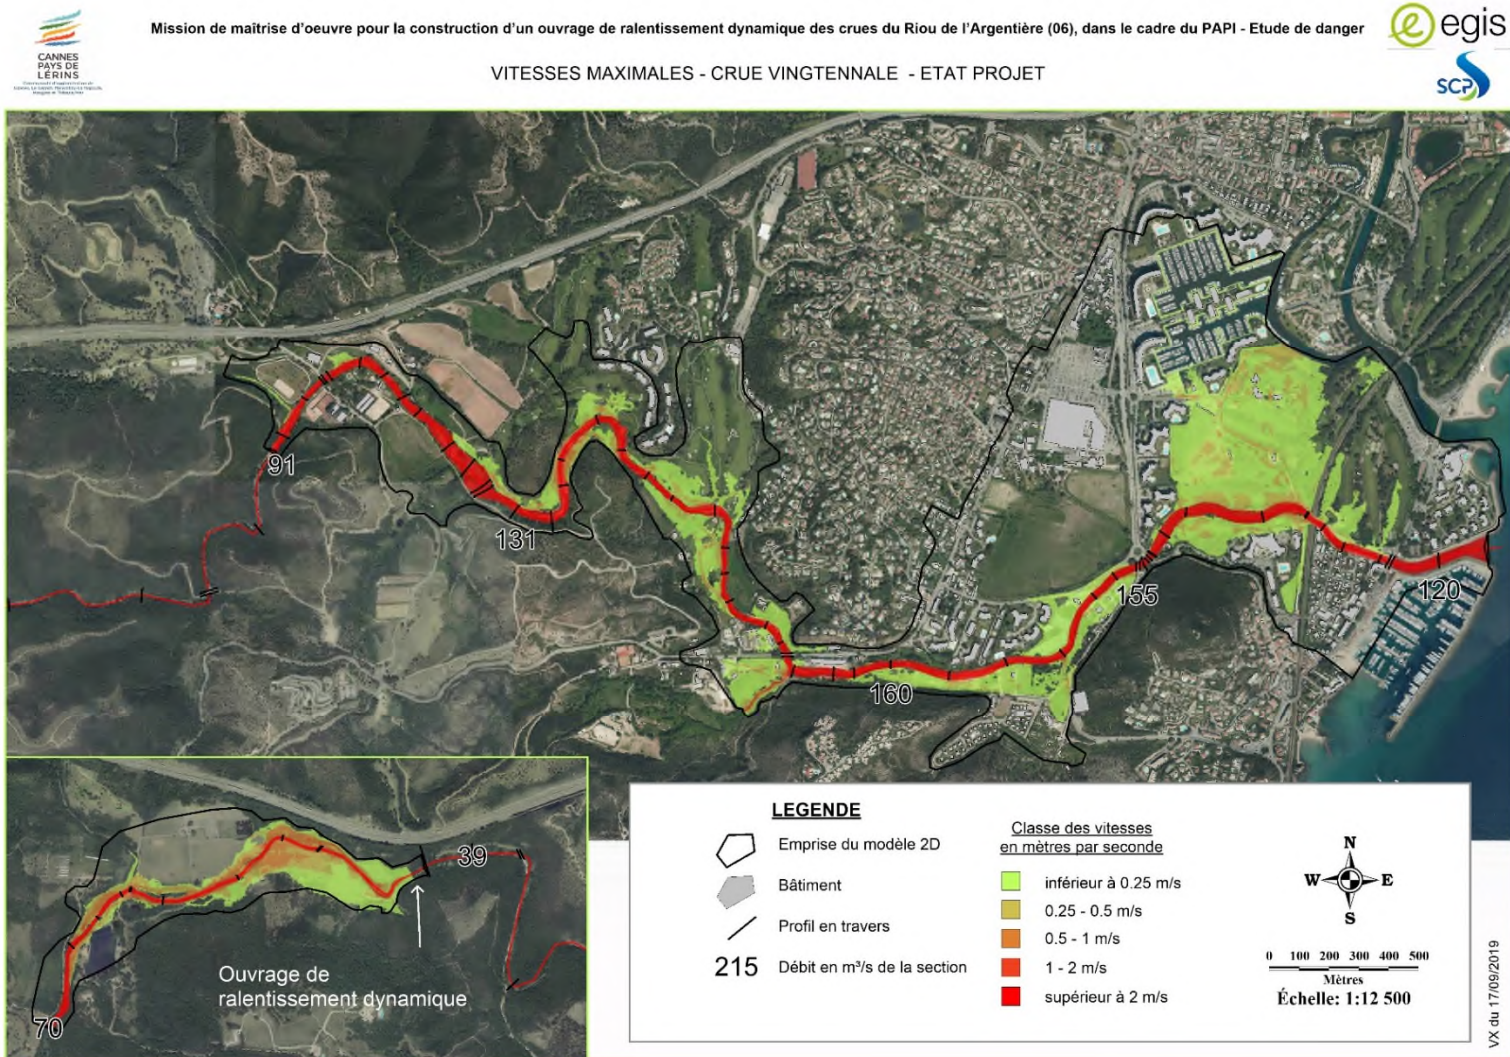 Mission de maîtrise d'oeuvre pour la construction d'un ouvrage de ralentissement dynamique des crues du Riou de l'Argentière (06), dans le cadre du PAPI - Etude de danger
VITESSES MAXIMALES - CRUE VINGTENNALE - ETAT PROJET
CANNES
PAYS DE
LÉRINS
egis
SCP
91
131
155
120
160
39
70
Ouvrage de
ralentissement dynamique
LEGENDE
Emprise du modèle 2D
Bâtiment
Profil en travers
215 Débit en m³/s de la section
Classe des vitesses
en mètres par seconde
inférieur à 0.25 m/s
0.25 - 0.5 m/s
0.5 - 1 m/s
1 - 2 m/s
supérieur à 2 m/s
N
W E
S
0 100 200 300 400 500
Mètres
Échelle: 1:12 500
VX du 17/09/2019